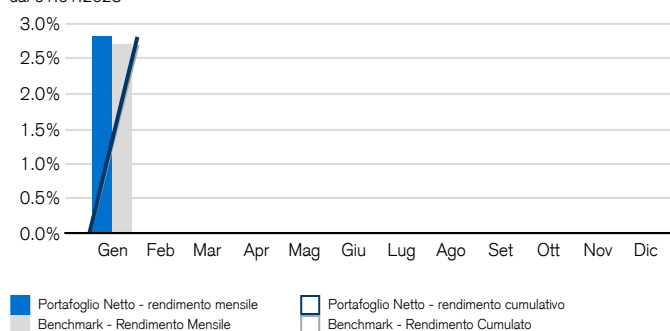 3.0%
2.5%
2.0%
1.5%
1.0%
0.5%
0.0%
Gen Feb Mar Apr Mag Giu Lug Ago Set Ott Nov Dic
Portafoglio Netto - rendimento mensile Portafoglio Netto - rendimento cumulativo
Benchmark - Rendimento Mensile Benchmark - Rendimento Cumulato